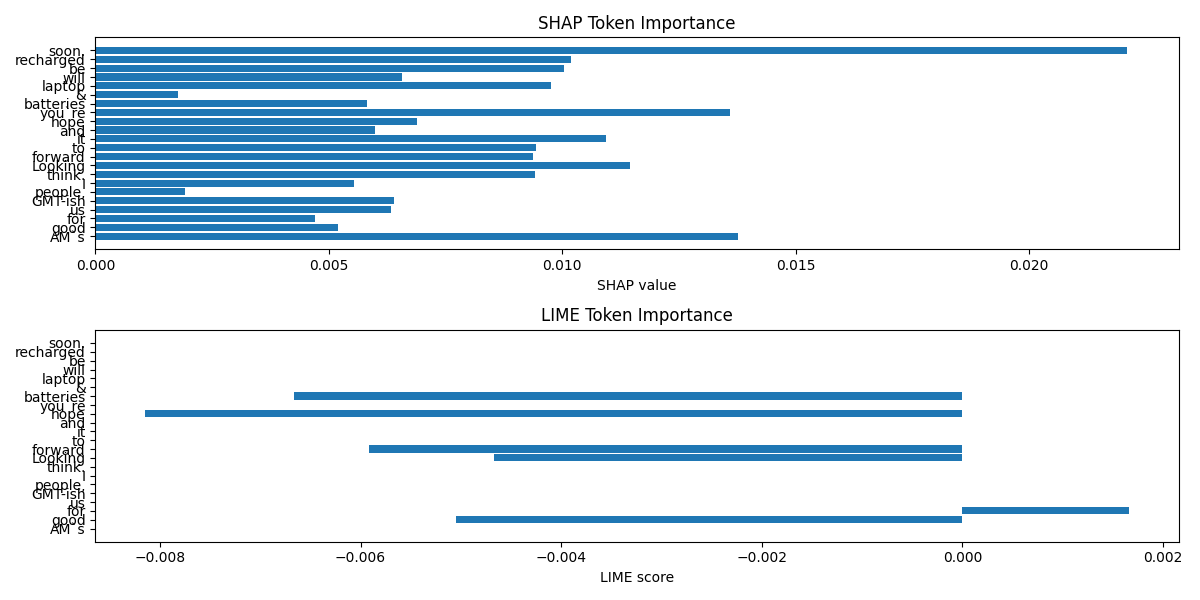 SHAP Token Importance
soon,
recharged
be
will
laptop
&
batteries
you´re
hope
and
it
to
forward
Looking
think.
I
people,
GMT-ish
us
for
good
AM´s
0.000 0.005 0.010 0.015 0.020
SHAP value
LIME Token Importance
soon,
recharged
be
will
laptop
&
batteries
you´re
hope
and
it
to
forward
Looking
think.
I
people,
GMT-ish
us
for
good
AM´s
−0.008 −0.006 −0.004 −0.002 0.000 0.002
LIME score